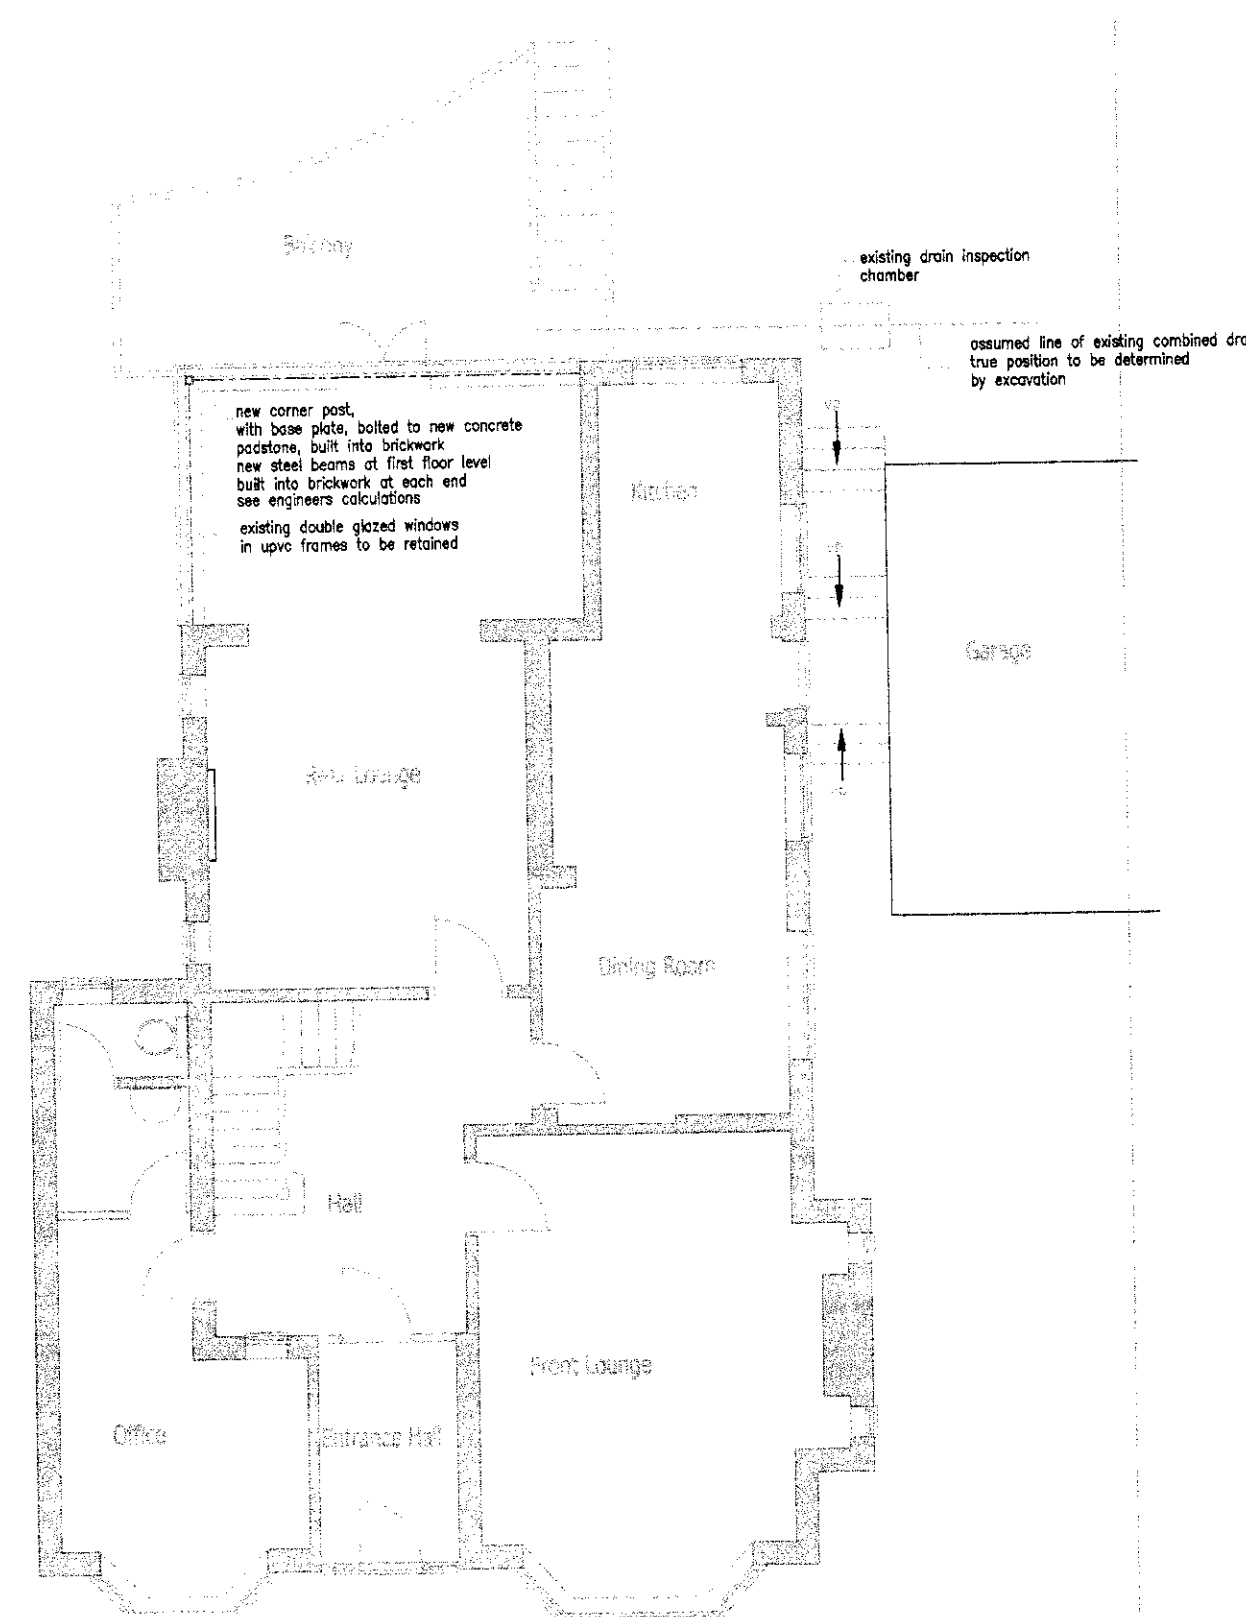 Balcony
existing drain inspection
chamber
assumed line of existing combined dra
true position to be determined
by excavation
new corner post,
with base plate, bolted to new concrete
padstone, built into brickwork
new steel beams at first floor level
built into brickwork at each end
see engineers calculations
existing double glazed windows
in upvc frames to be retained
Kitchen
Garage
Rear Lounge
Dining Room
Hall
Front Lounge
Office
Entrance Hall